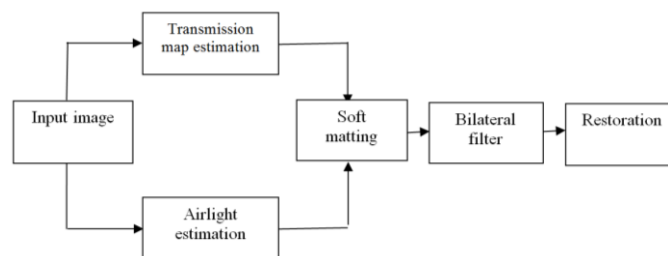 Transmission
map estimation
Input image
Soft
matting
Bilateral
filter
Restoration
Airlight
estimation